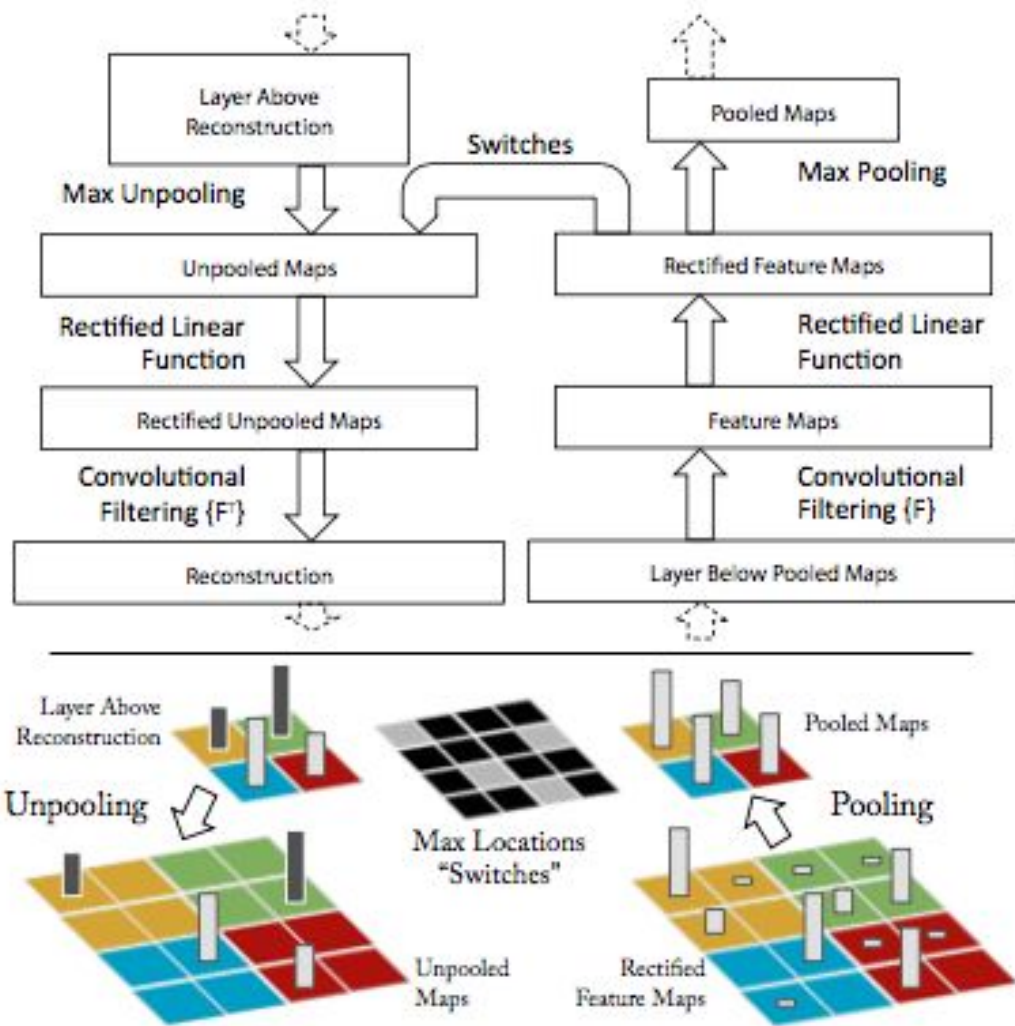 Layer Above
Reconstruction
Pooled Maps
Switches
Max Unpooling
Max Pooling
Unpooled Maps
Rectified Feature Maps
Rectified Linear
Function
Rectified Linear
Function
Rectified Unpooled Maps
Feature Maps
Convolutional
Filtering {Fᵀ}
Convolutional
Filtering {F}
Reconstruction
Layer Below Pooled Maps
Layer Above
Reconstruction
Pooled Maps
Unpooling
Max Locations
"Switches"
Pooling
Unpooled
Maps
Rectified
Feature Maps